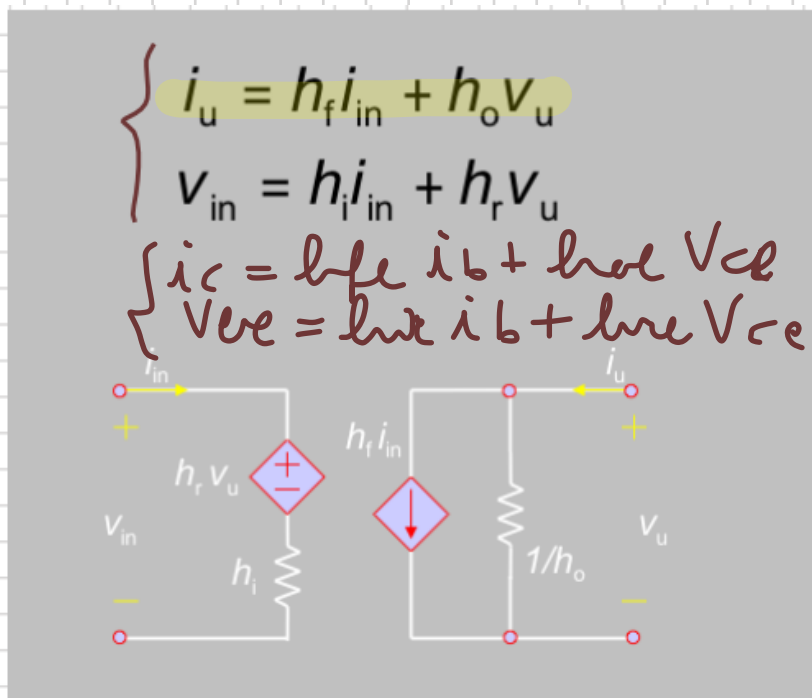 i_u = h_f i_in + h_o v_u
v_in = h_i i_in + h_r v_u
ic = hfe ib + hoe Vce
Vbe = hie ib + hre Vce
i_in
i_u
+
+
h_f i_in
h_r v_u
+
−
v_in
v_u
h_i
1/h_o
−
−